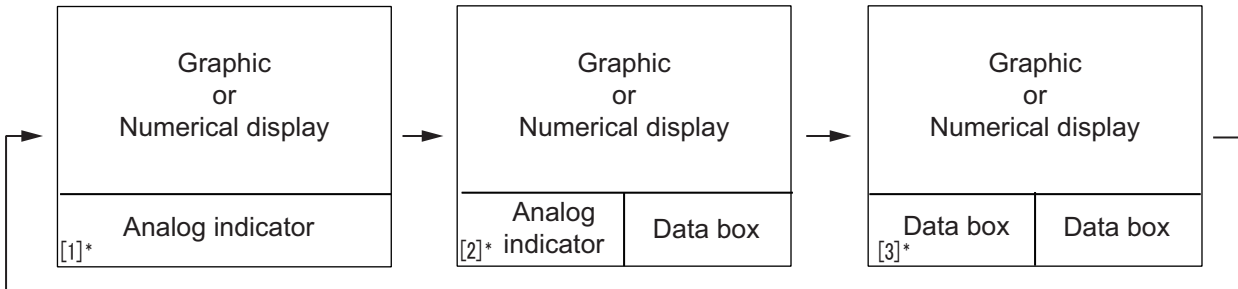 Graphic
or
Numerical display
Analog indicator
[1]*
Graphic
or
Numerical display
Analog
indicator
[2]*
Data box
Graphic
or
Numerical display
Data box
[3]*
Data box